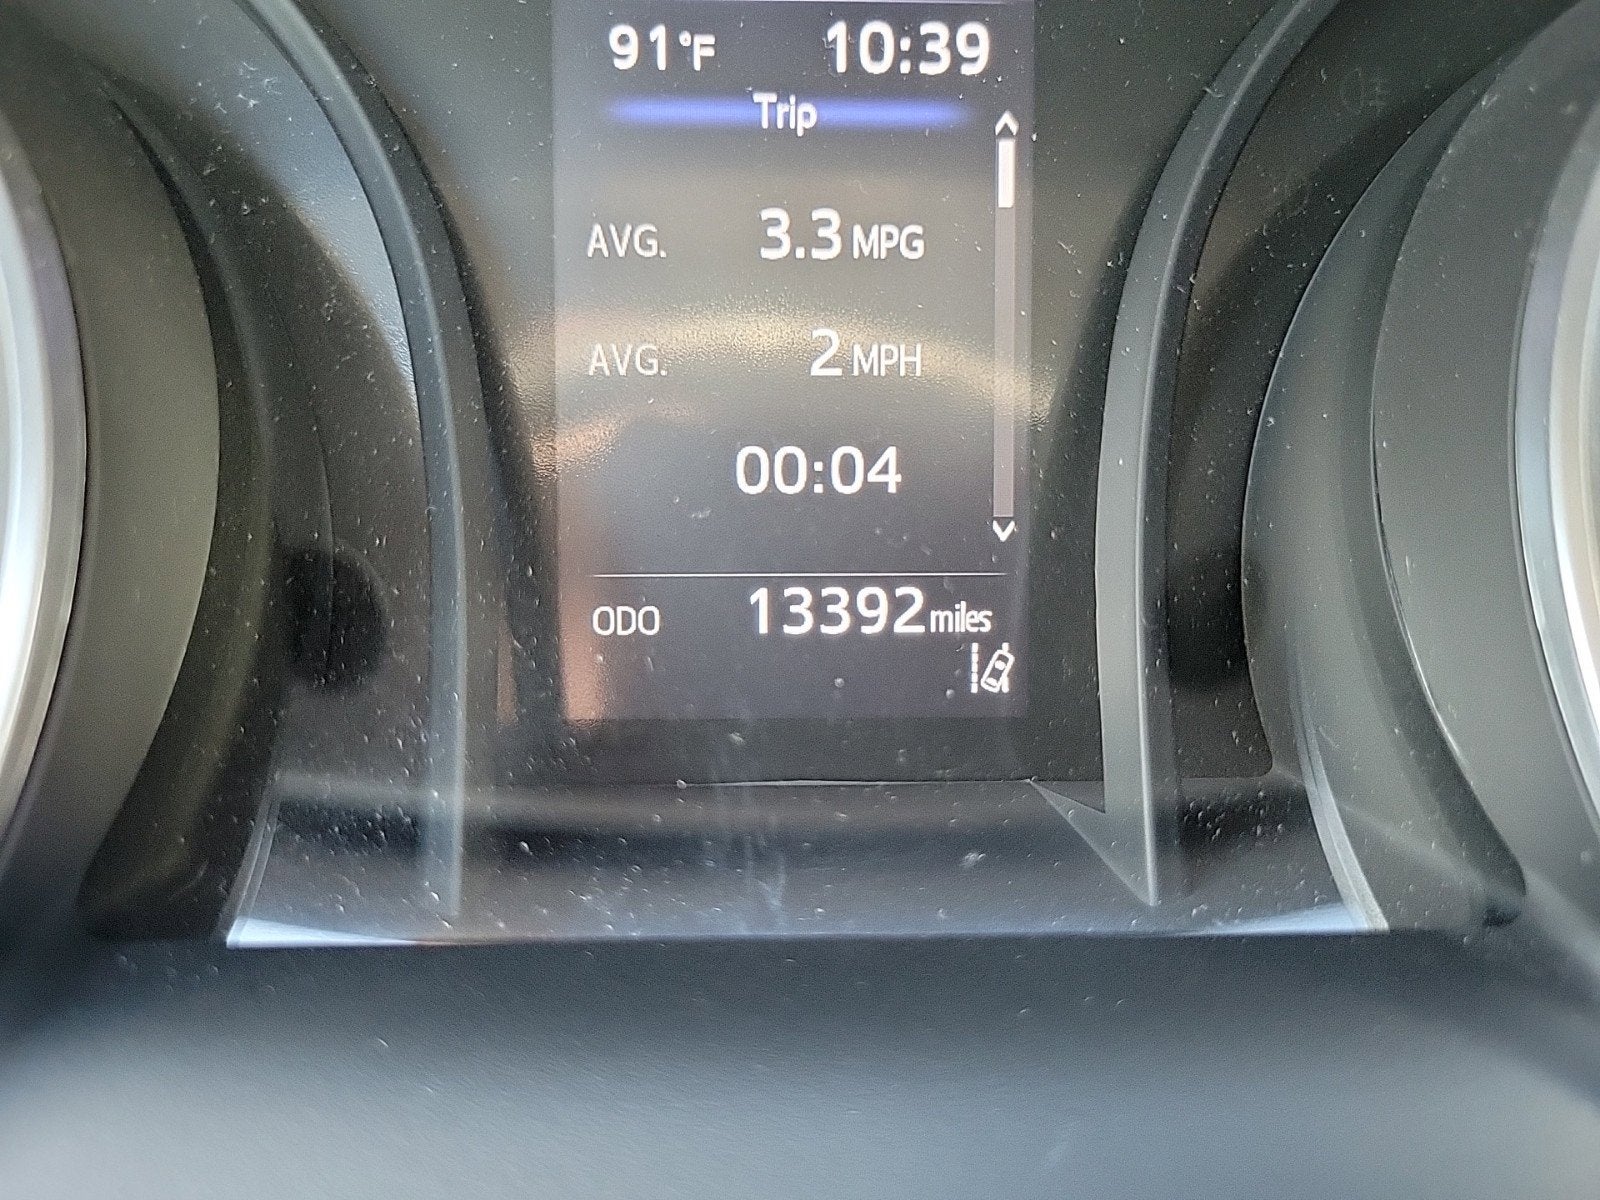 91°F 10:39
Trip
AVG. 3.3 MPG
AVG. 2 MPH
00:04
ODO 13392 miles